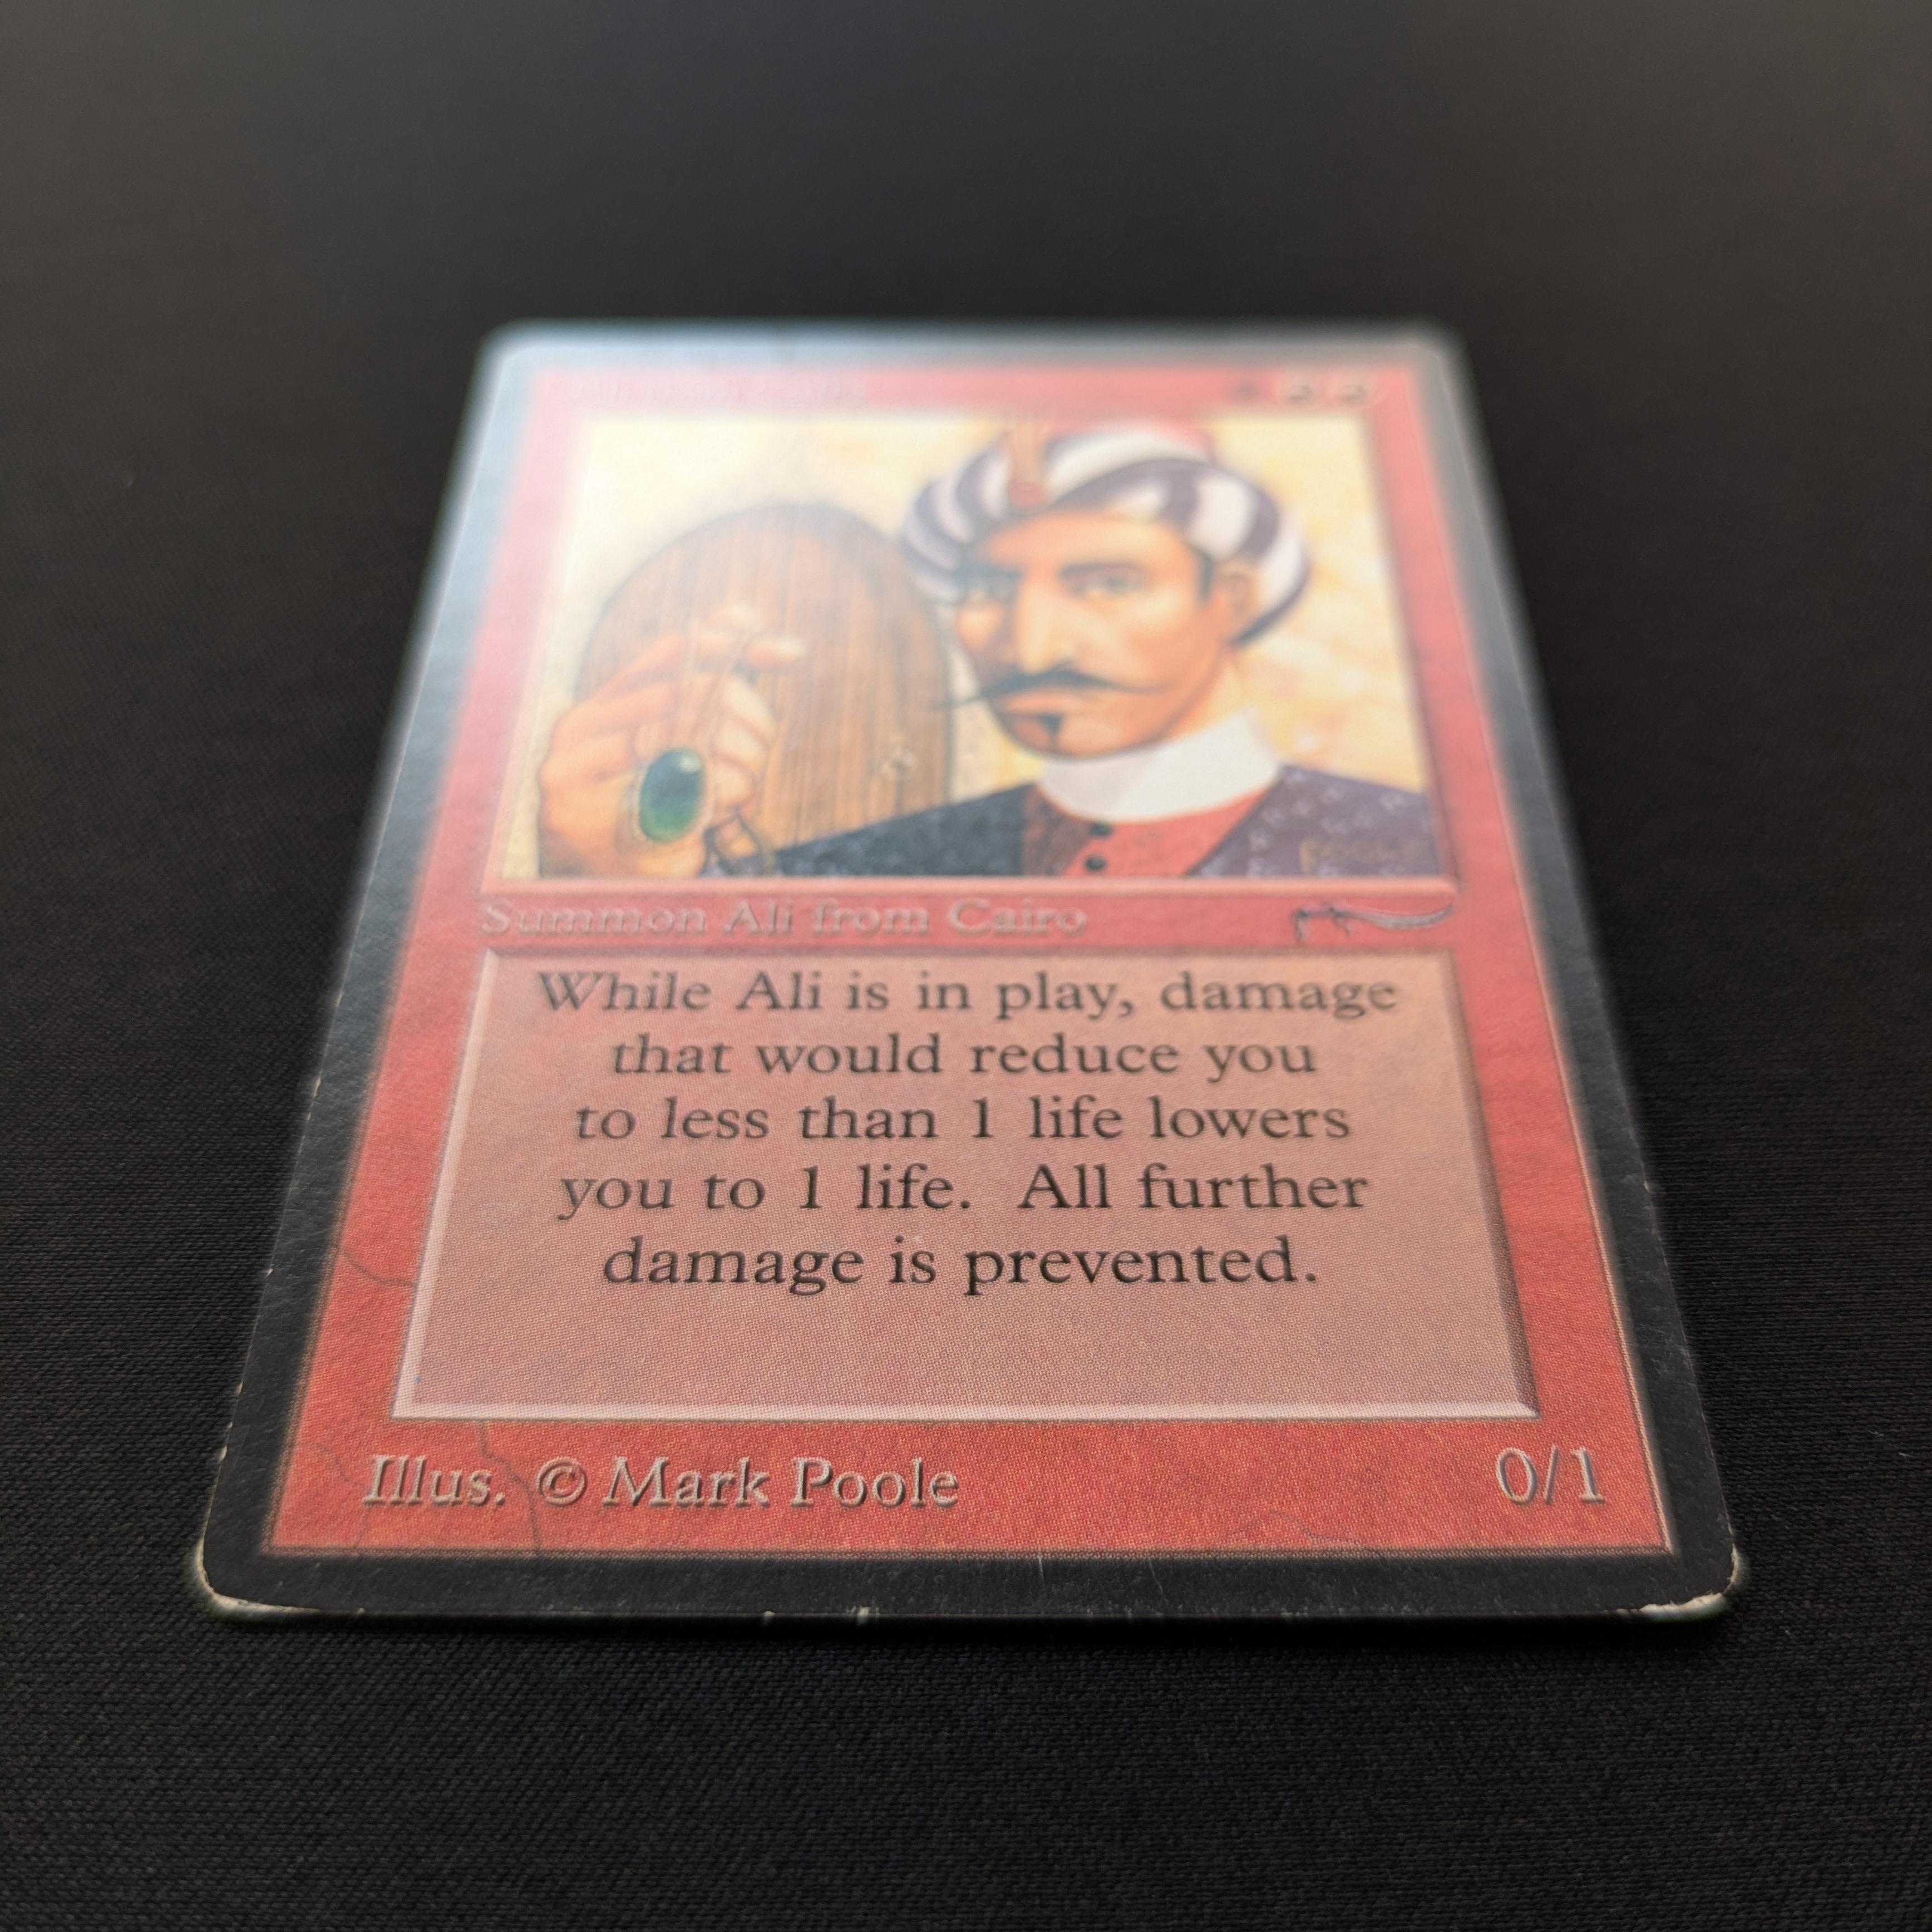 Summon Ali from Cairo
While Ali is in play, damage
that would reduce you
to less than 1 life lowers
you to 1 life. All further
damage is prevented.
Illus. © Mark Poole
0/1